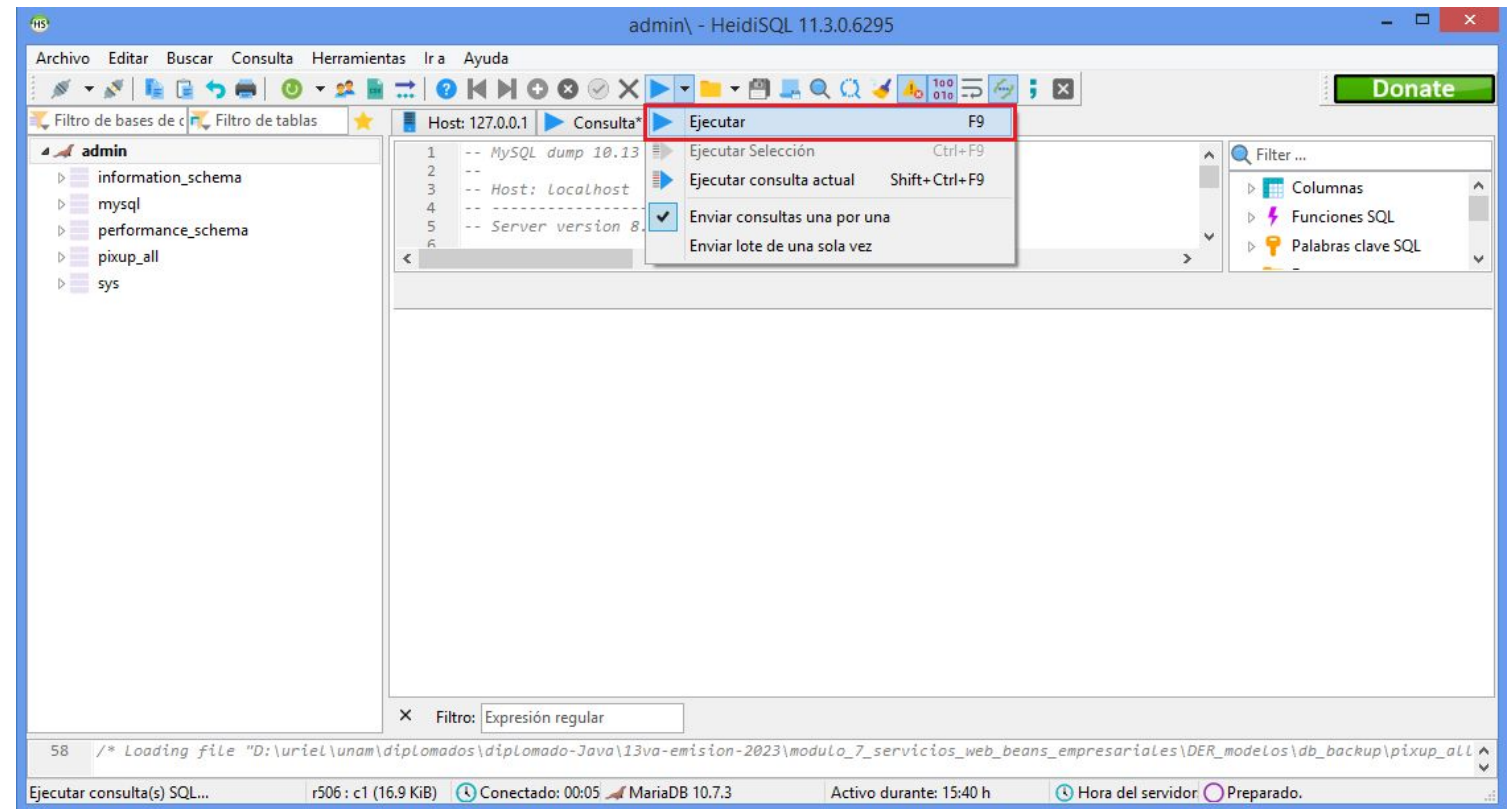 admin\ - HeidiSQL 11.3.0.6295
Archivo Editar Buscar Consulta Herramientas Ir a Ayuda
Donate
Filtro de bases de Filtro de tablas
Host: 127.0.0.1 Consulta*
Ejecutar F9
Ejecutar Selección Ctrl+F9
Ejecutar consulta actual Shift+Ctrl+F9
Enviar consultas una por una
Enviar lote de una sola vez
admin
information_schema
mysql
performance_schema
pixup_all
sys
1 -- MySQL dump 10.13
2 --
3 -- Host: localhost
4 -- ------------------
5 -- Server version 8.
6
Filter ...
Columnas
Funciones SQL
Palabras clave SQL
Filtro: Expresión regular
58 /* Loading file "D:\uriel\unam\diplomados\diplomado-Java\13va-emision-2023\modulo_7_servicios_web_beans_empresariales\DER_modelos\db_backup\pixup_all
Ejecutar consulta(s) SQL... r506 : c1 (16.9 KiB) Conectado: 00:05 MariaDB 10.7.3 Activo durante: 15:40 h Hora del servidor: Preparado.